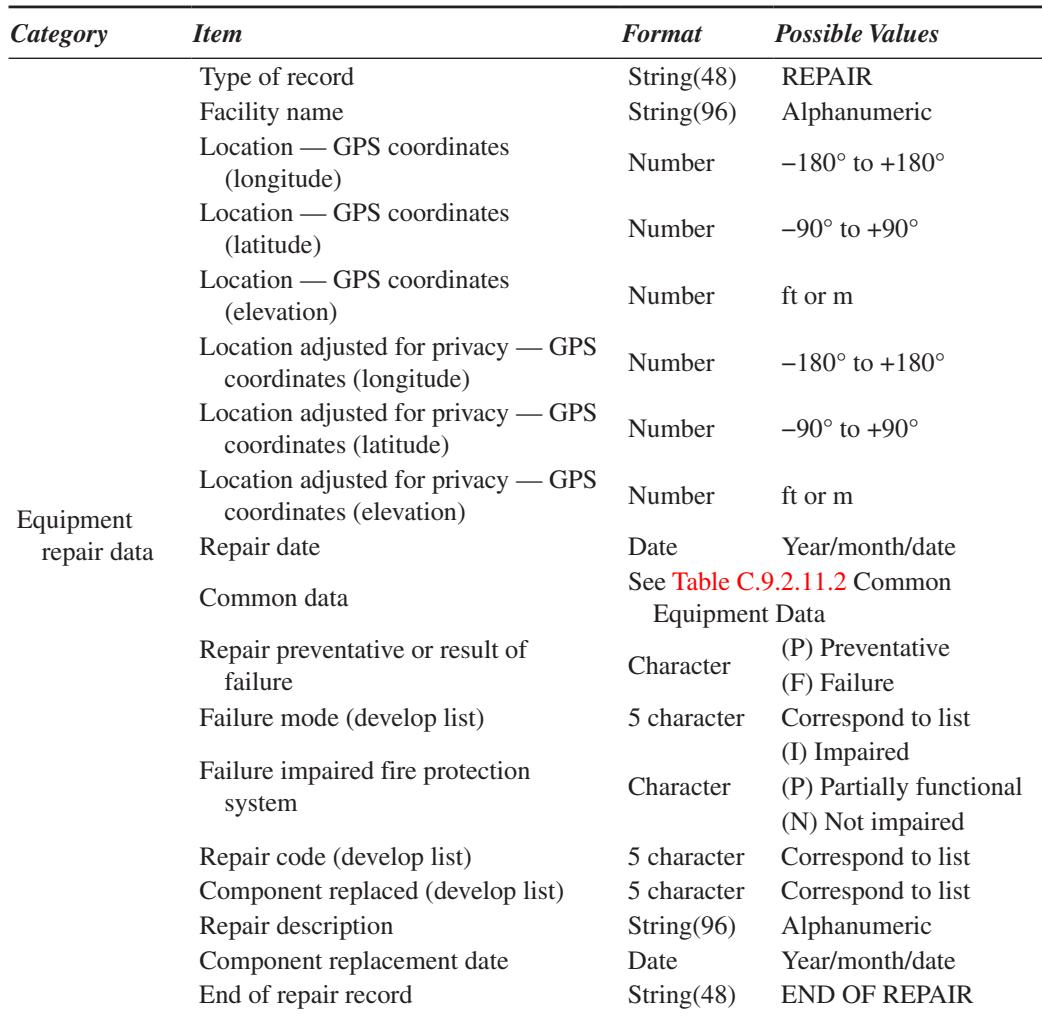 Category Item Format Possible Values
Type of record String(48) REPAIR
Facility name String(96) Alphanumeric
Location — GPS coordinates
(longitude) Number −180° to +180°
Location — GPS coordinates
(latitude) Number −90° to +90°
Location — GPS coordinates
(elevation) Number ft or m
Location adjusted for privacy — GPS
coordinates (longitude) Number −180° to +180°
Location adjusted for privacy — GPS
coordinates (latitude) Number −90° to +90°
Location adjusted for privacy — GPS
coordinates (elevation) Number ft or m
Equipment
repair data
Repair date Date Year/month/date
Common data See Table C.9.2.11.2 Common
Equipment Data
Repair preventative or result of
failure Character (P) Preventative
(F) Failure
Failure mode (develop list) 5 character Correspond to list
Failure impaired fire protection
system Character (I) Impaired
(P) Partially functional
(N) Not impaired
Repair code (develop list) 5 character Correspond to list
Component replaced (develop list) 5 character Correspond to list
Repair description String(96) Alphanumeric
Component replacement date Date Year/month/date
End of repair record String(48) END OF REPAIR